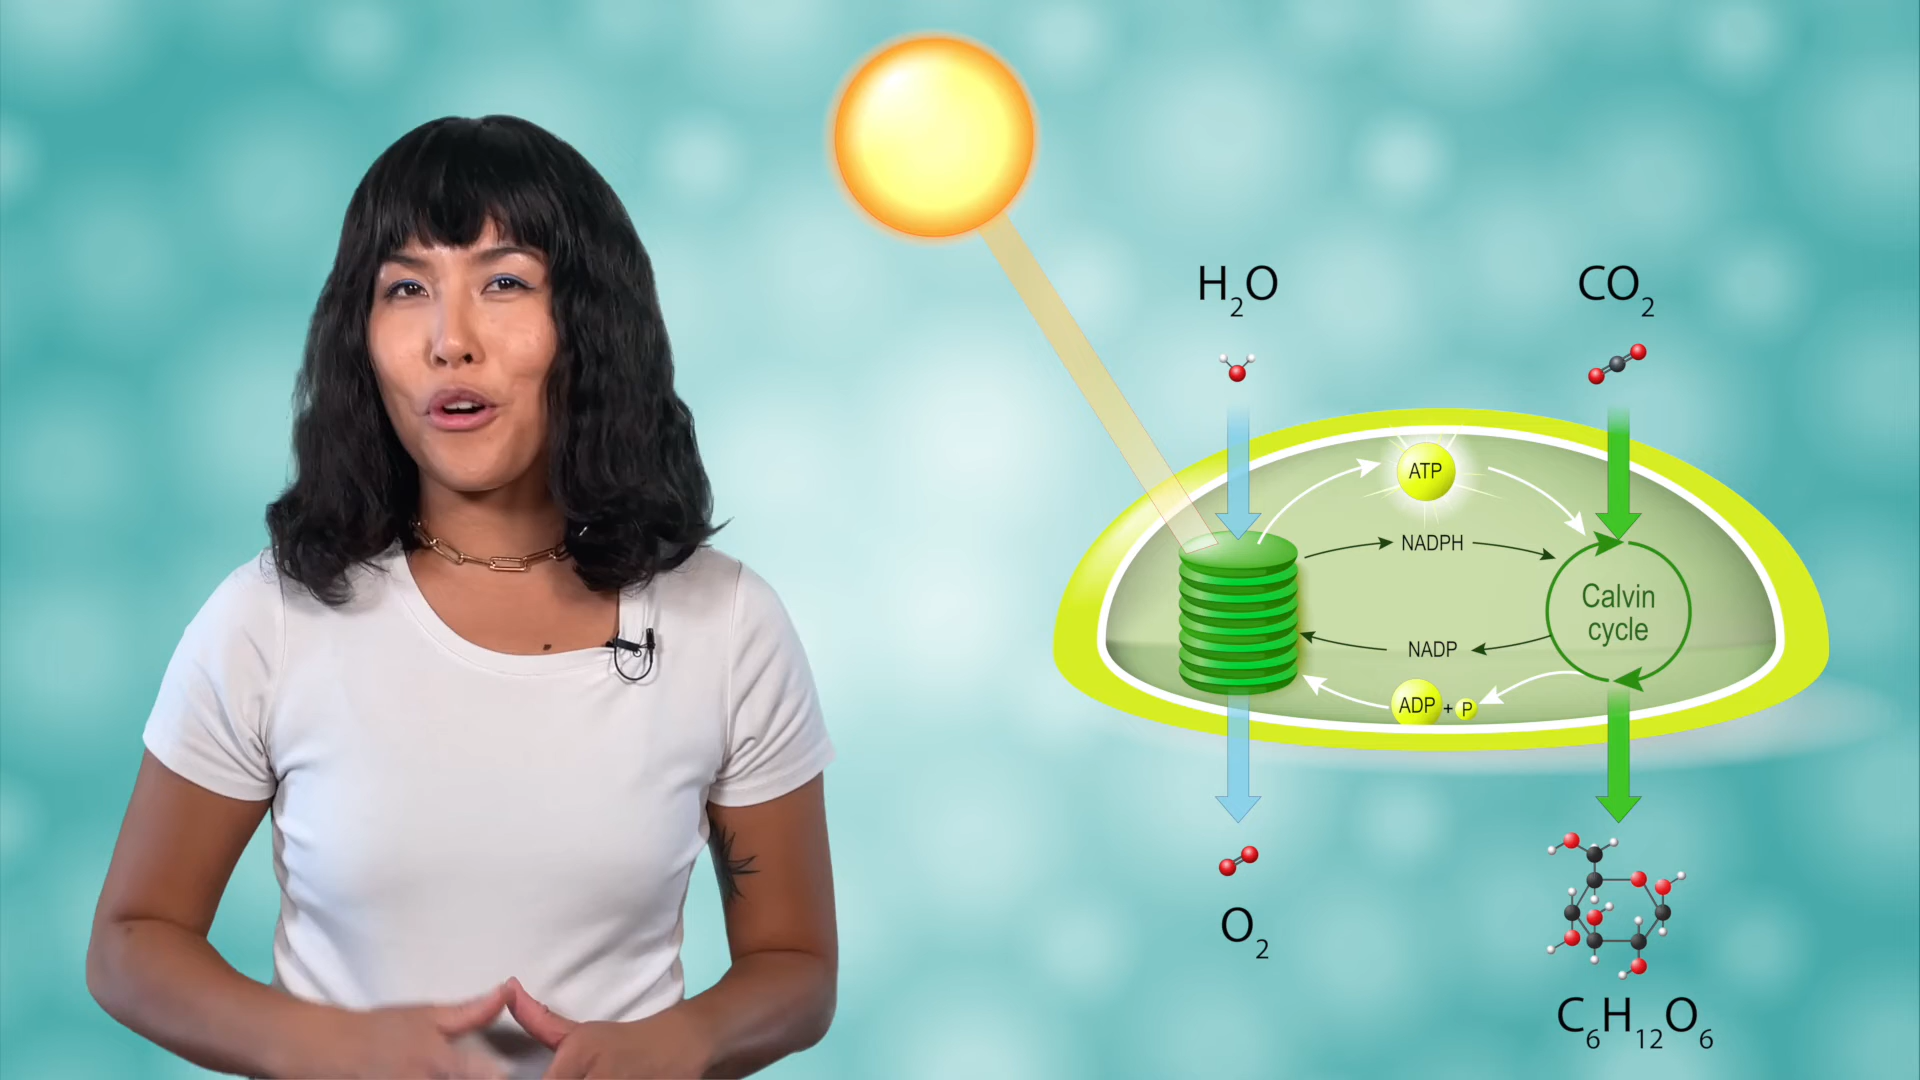 H₂O
CO₂
ATP
NADPH
Calvin
cycle
NADP
ADP + P
O₂
C₆H₁₂O₆